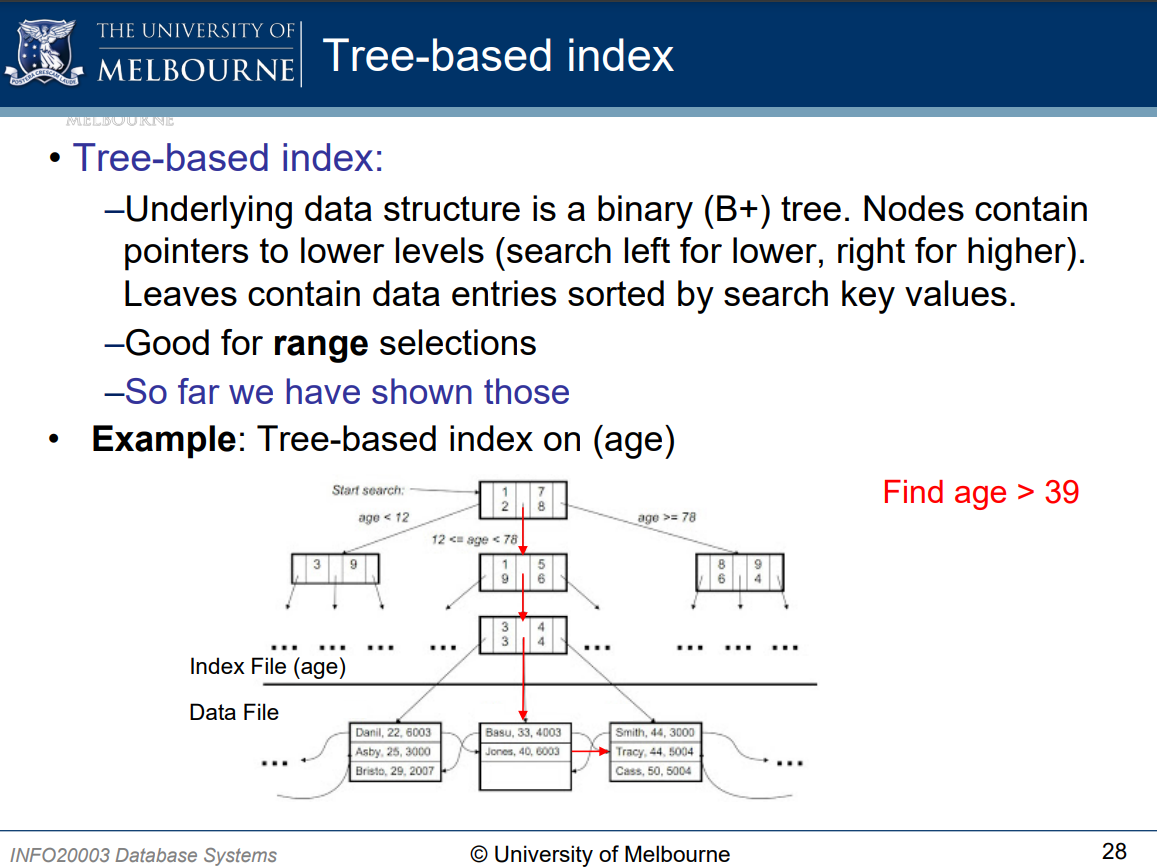 THE UNIVERSITY OF
MELBOURNE
Tree-based index
MELBOURNE
• Tree-based index:
–Underlying data structure is a binary (B+) tree. Nodes contain
pointers to lower levels (search left for lower, right for higher).
Leaves contain data entries sorted by search key values.
–Good for range selections
–So far we have shown those
• Example: Tree-based index on (age)
Find age > 39
Start search:
1 7
2 8
age < 12
age >= 78
12 <= age < 78
3 9
1 5
9 6
8 9
6 4
3 4
3 4
... ... ... ... ... ... ... ...
Index File (age)
Data File
Danil, 22, 6003
Asby, 25, 3000
Bristo, 29, 2007
Basu, 33, 4003
Jones, 40, 6003
Smith, 44, 3000
Tracy, 44, 5004
Cass, 50, 5004
... ...
INFO20003 Database Systems
© University of Melbourne
28